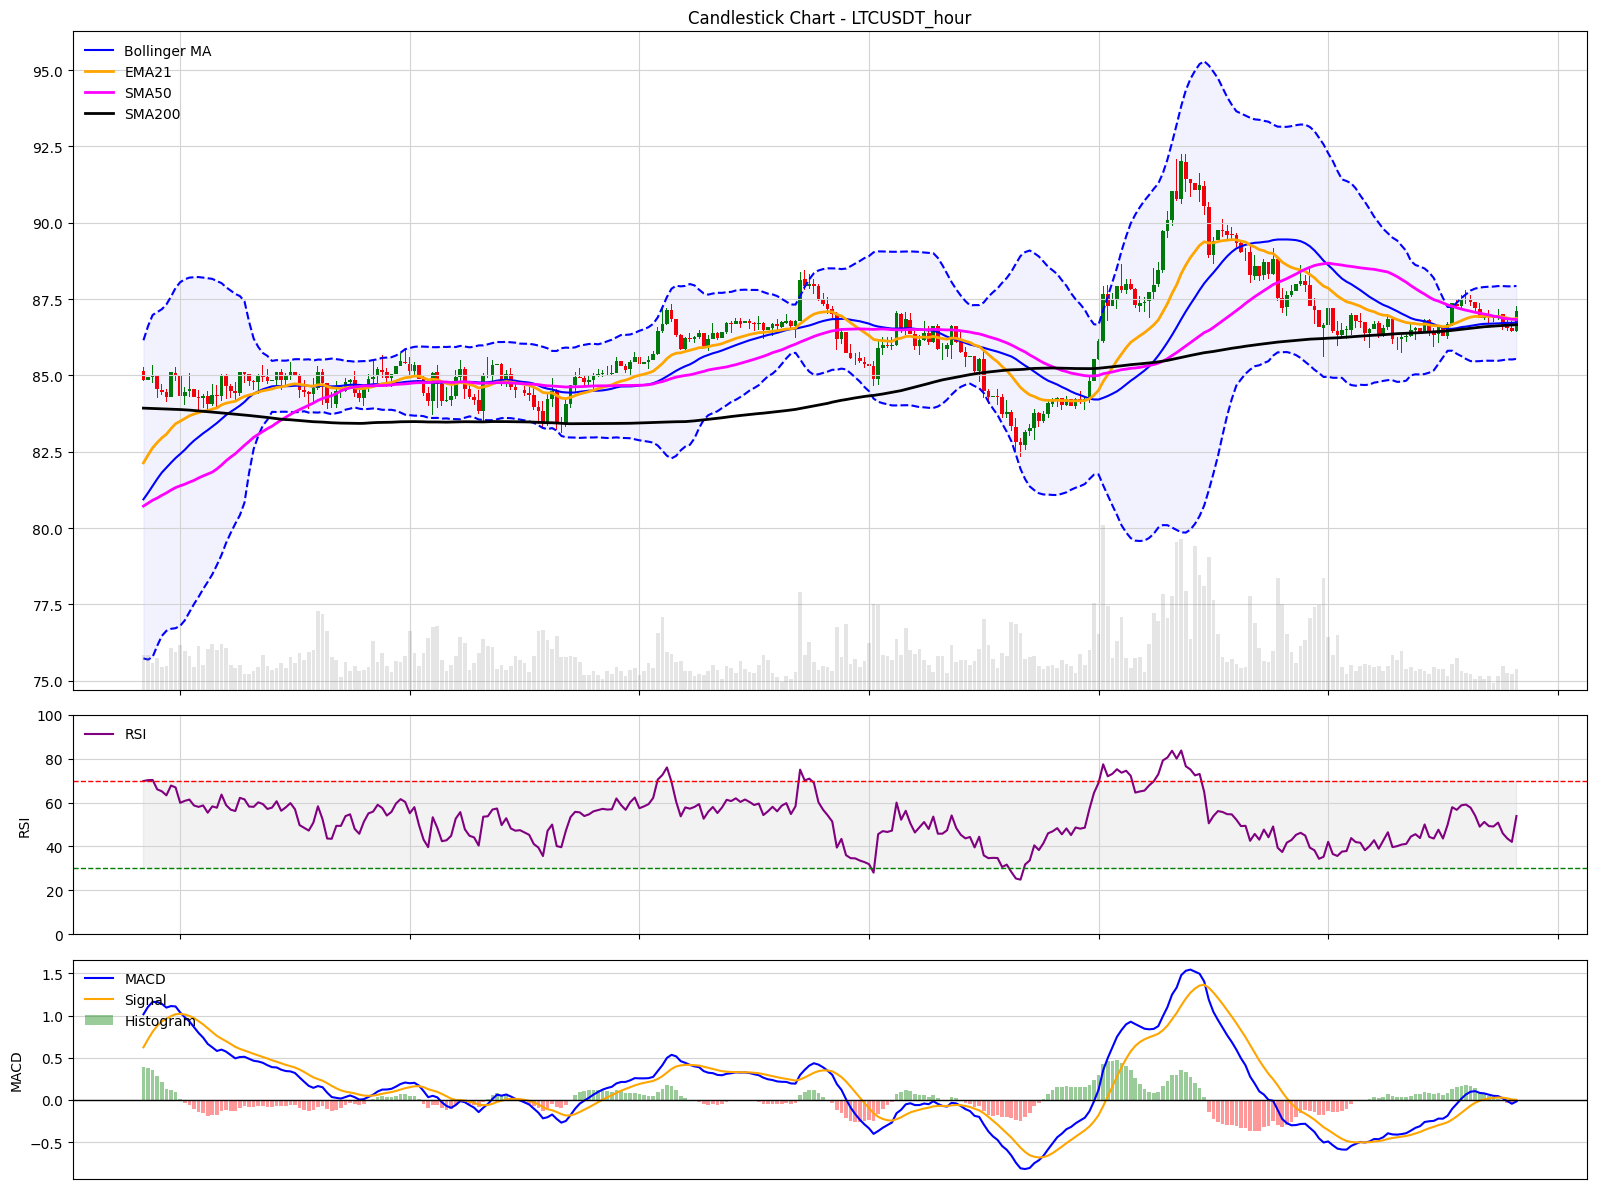 Candlestick Chart - LTCUSDT_hour
Bollinger MA
EMA21
SMA50
SMA200
95.0
92.5
90.0
87.5
85.0
82.5
80.0
77.5
75.0
RSI
100
80
60
40
20
0
RSI
MACD
Signal
Histogram
1.5
1.0
0.5
0.0
−0.5
MACD